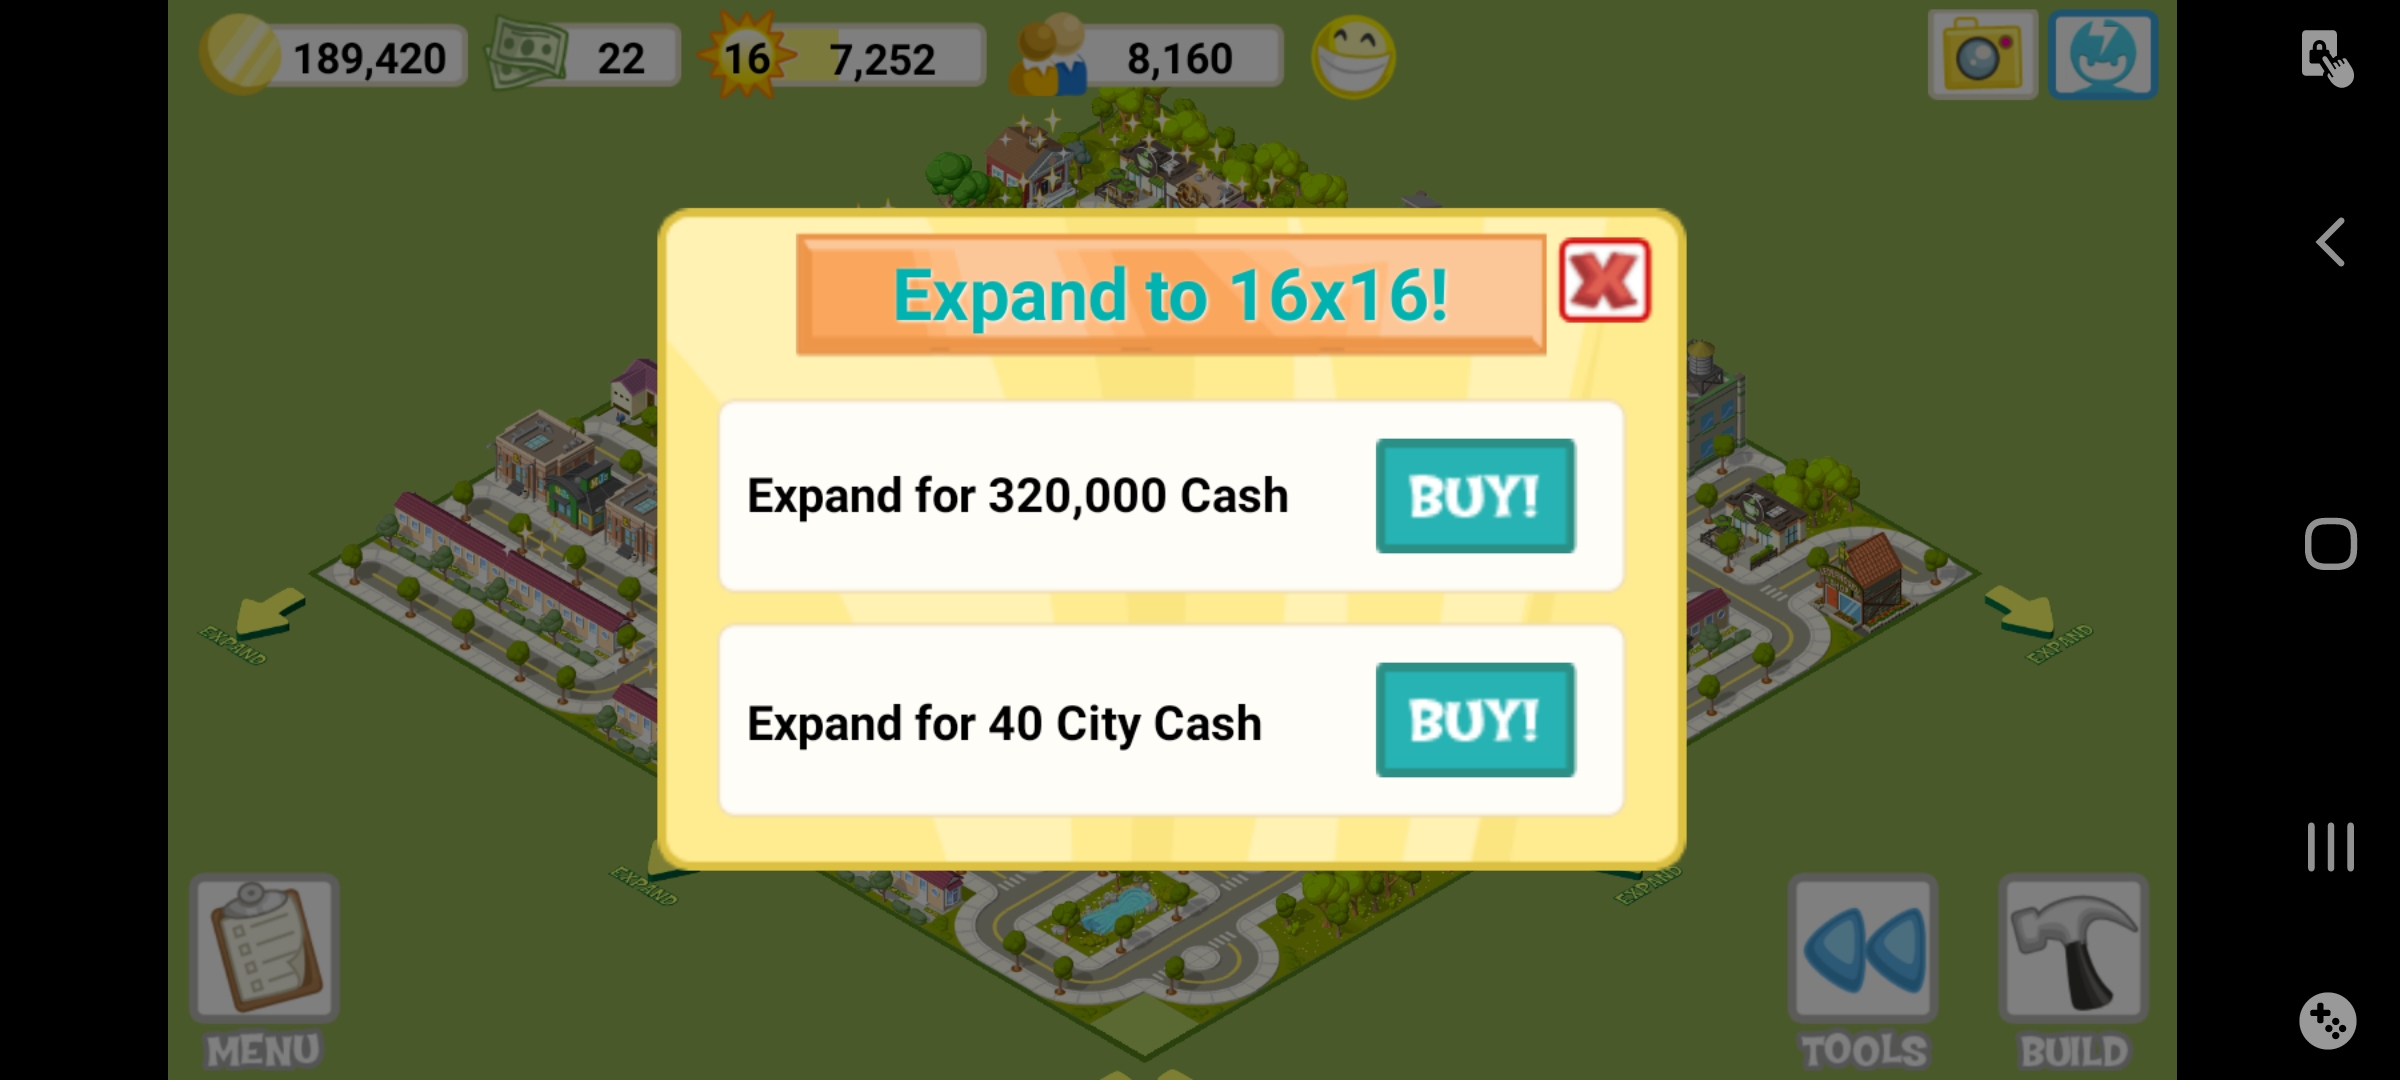 189,420
22
16
7,252
8,160
Expand to 16x16!
Expand for 320,000 Cash
BUY!
Expand for 40 City Cash
BUY!
EXPAND
EXPAND
EXPAND
EXPAND
MENU
TOOLS
BUILD